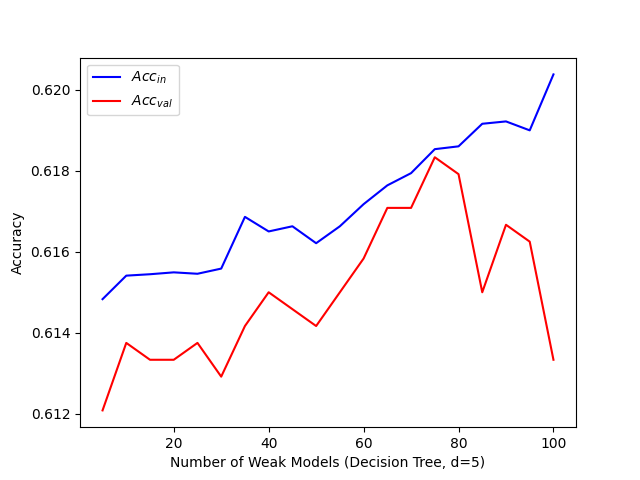 Acc_in
Acc_val
0.620
0.618
0.616
0.614
0.612
Accuracy
20 40 60 80 100
Number of Weak Models (Decision Tree, d=5)